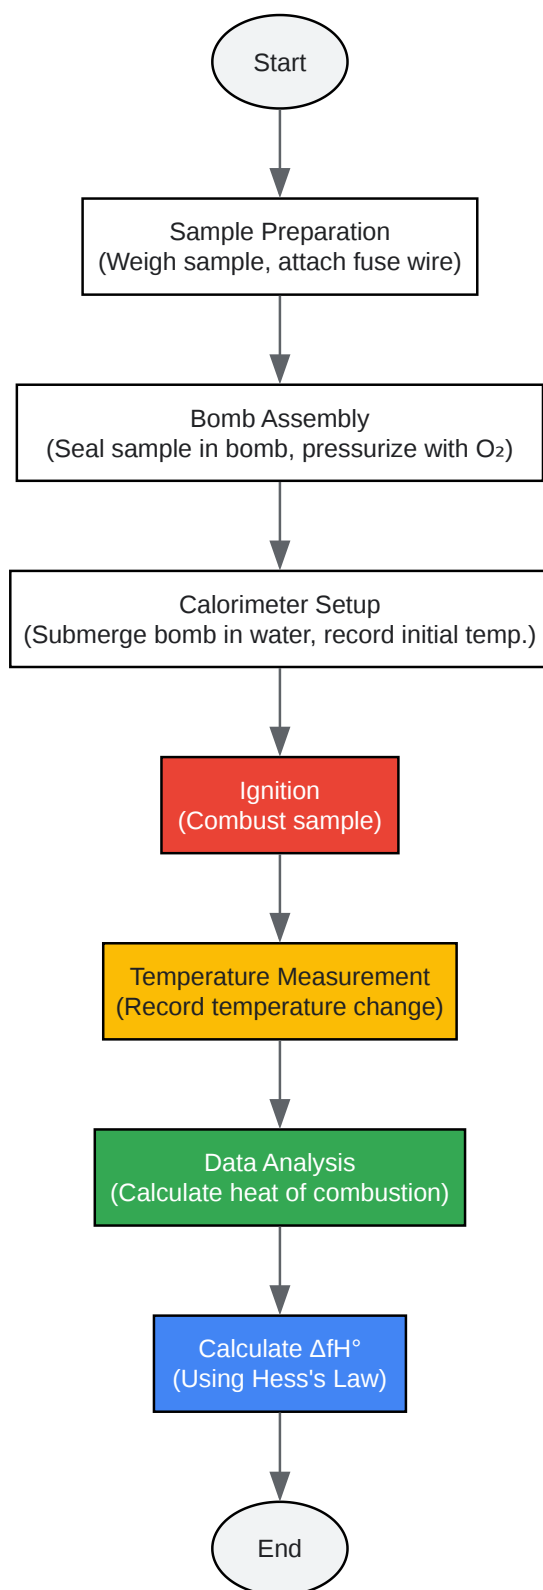 Start
Sample Preparation
(Weigh sample, attach fuse wire)
Bomb Assembly
(Seal sample in bomb, pressurize with O₂)
Calorimeter Setup
(Submerge bomb in water, record initial temp.)
Ignition
(Combust sample)
Temperature Measurement
(Record temperature change)
Data Analysis
(Calculate heat of combustion)
Calculate ΔfH°
(Using Hess's Law)
End